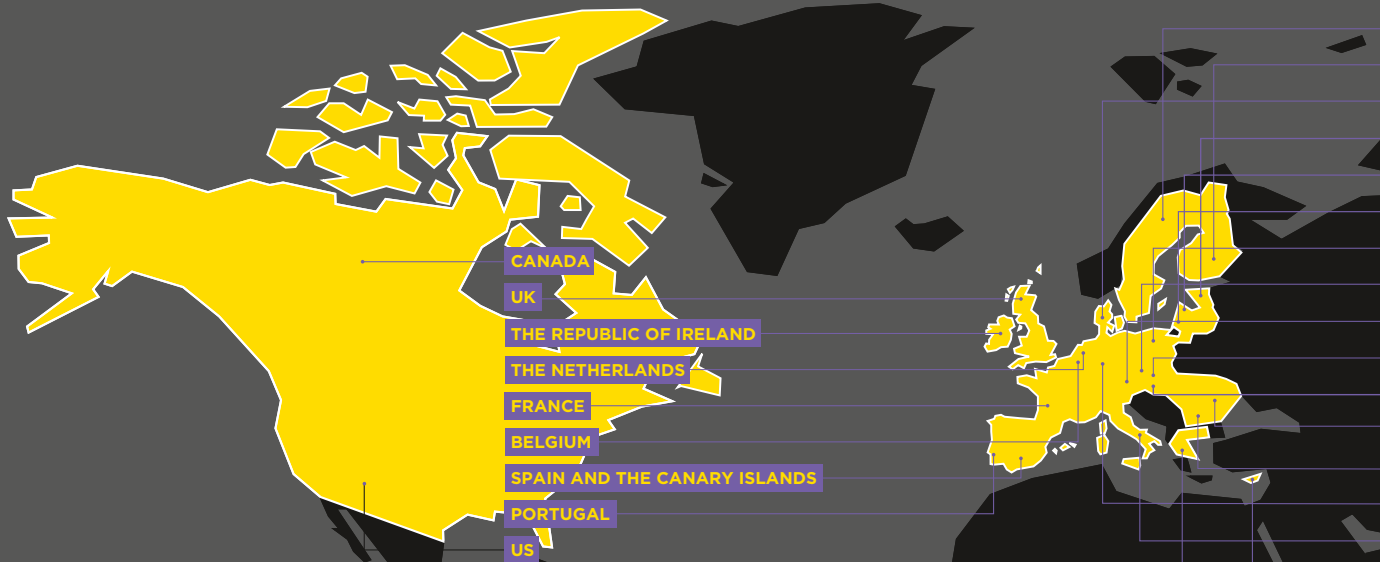 CANADA
UK
THE REPUBLIC OF IRELAND
THE NETHERLANDS
FRANCE
BELGIUM
SPAIN AND THE CANARY ISLANDS
PORTUGAL
US